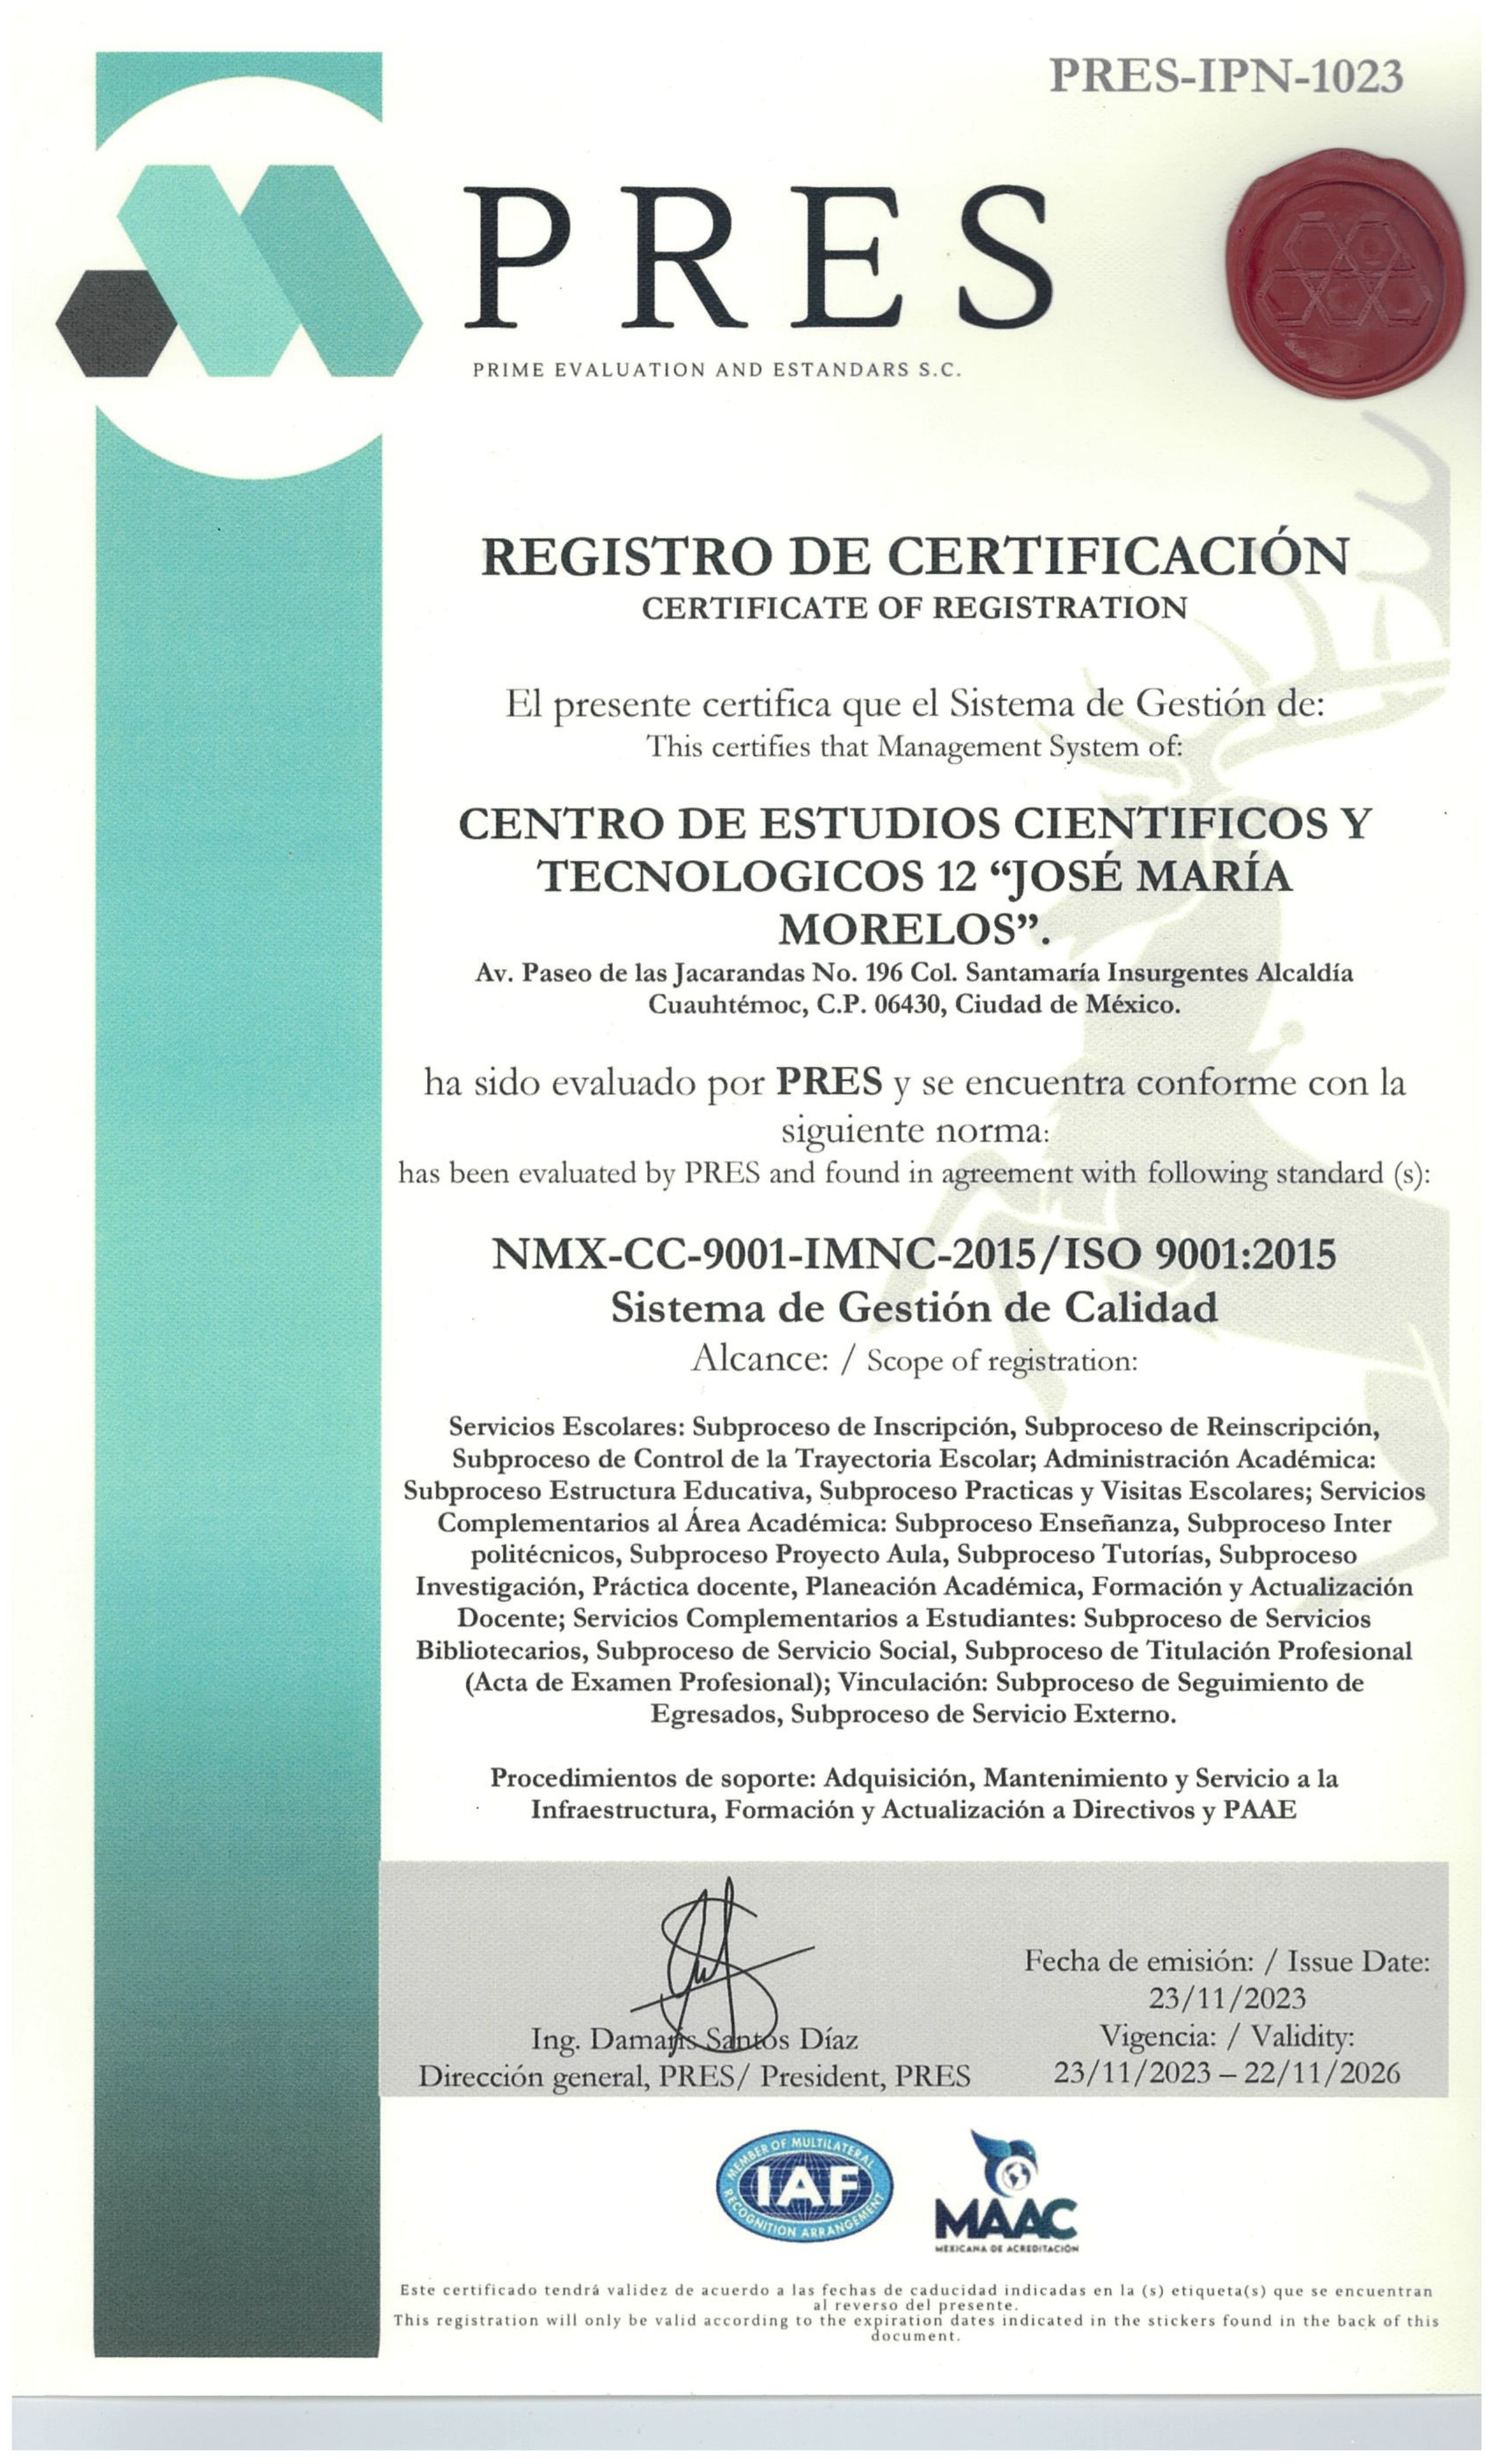 PRES-IPN-1023
PRES
PRIME EVALUATION AND ESTANDARS S.C.
REGISTRO DE CERTIFICACIÓN
CERTIFICATE OF REGISTRATION
El presente certifica que el Sistema de Gestión de:
This certifies that Management System of:
CENTRO DE ESTUDIOS CIENTIFICOS Y
TECNOLOGICOS 12 “JOSÉ MARÍA
MORELOS”.
Av. Paseo de las Jacarandas No. 196 Col. Santamaría Insurgentes Alcaldía
Cuauhtémoc, C.P. 06430, Ciudad de México.
ha sido evaluado por PRES y se encuentra conforme con la
siguiente norma:
has been evaluated by PRES and found in agreement with following standard (s):
NMX-CC-9001-IMNC-2015/ISO 9001:2015
Sistema de Gestión de Calidad
Alcance: / Scope of registration:
Servicios Escolares: Subproceso de Inscripción, Subproceso de Reinscripción,
Subproceso de Control de la Trayectoria Escolar; Administración Académica:
Subproceso Estructura Educativa, Subproceso Practicas y Visitas Escolares; Servicios
Complementarios al Área Académica: Subproceso Enseñanza, Subproceso Inter
politécnicos, Subproceso Proyecto Aula, Subproceso Tutorías, Subproceso
Investigación, Práctica docente, Planeación Académica, Formación y Actualización
Docente; Servicios Complementarios a Estudiantes: Subproceso de Servicios
Bibliotecarios, Subproceso de Servicio Social, Subproceso de Titulación Profesional
(Acta de Examen Profesional); Vinculación: Subproceso de Seguimiento de
Egresados, Subproceso de Servicio Externo.
Procedimientos de soporte: Adquisición, Mantenimiento y Servicio a la
Infraestructura, Formación y Actualización a Directivos y PAAE
Ing. Damaris Santos Díaz
Dirección general, PRES/ President, PRES
Fecha de emisión: / Issue Date:
23/11/2023
Vigencia: / Validity:
23/11/2023 – 22/11/2026
MEMBER OF MULTILATERAL
IAF
RECOGNITION ARRANGEMENT
MAAC
MEXICANA DE ACREDITACIÓN
Este certificado tendrá validez de acuerdo a las fechas de caducidad indicadas en la (s) etiqueta(s) que se encuentran
al reverso del presente.
This registration will only be valid according to the expiration dates indicated in the stickers found in the back of this
document.